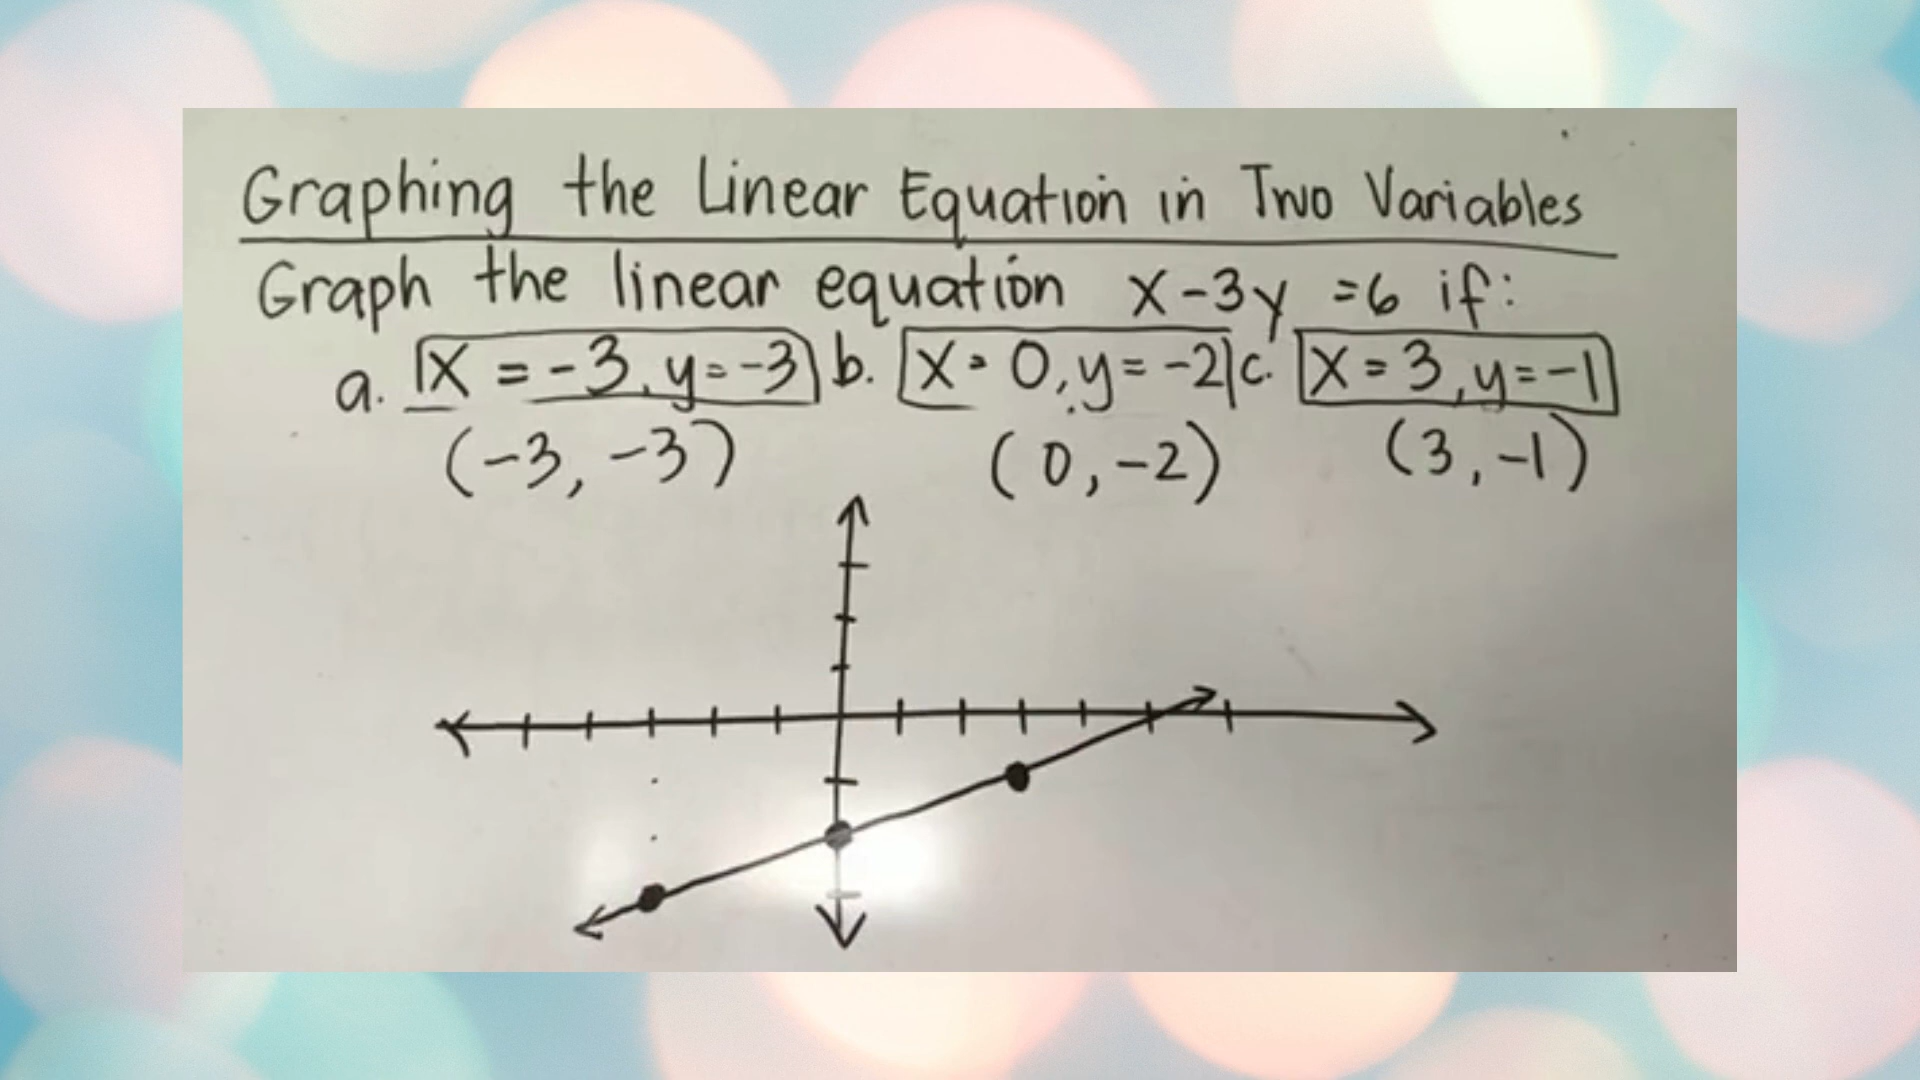 Graphing the Linear Equation in Two Variables
Graph the linear equation x-3y =6 if:
a. x = -3, y = -3 b. x = 0, y = -2 c. x = 3, y = -1
(-3, -3) (0, -2) (3, -1)